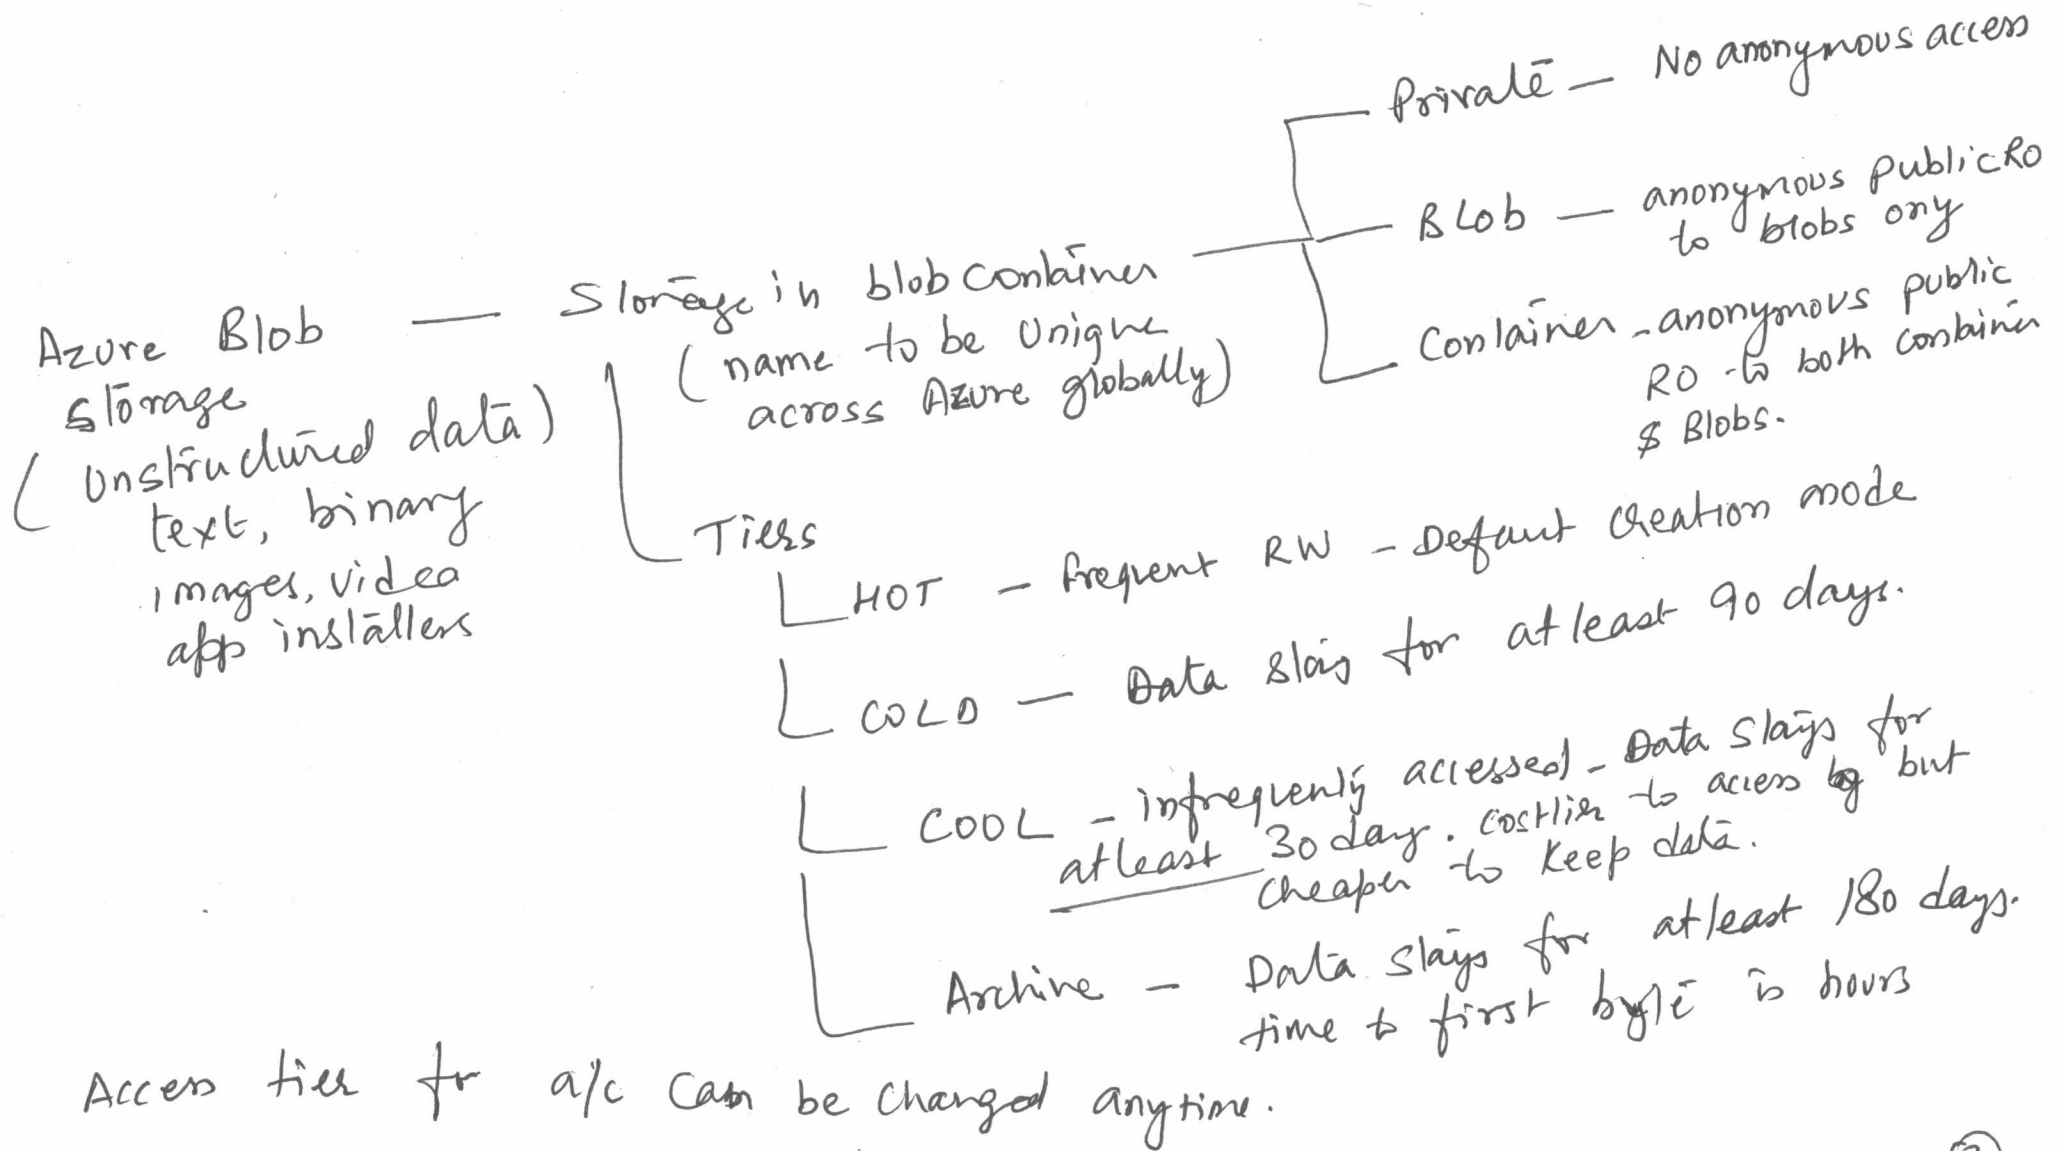 Private — No anonymous access
Blob — anonymous public RO
to blobs ony
Container - anonymous public
RO to both container
$ Blobs.
Azure Blob — Storage in blob container
storage
(name to be Unique
across Azure globally)
(Unstructured data)
text, binary
images, video
app installers
Tiers
HOT - frequent RW - Defaut Creation mode
COLD — Data stays for atleast 90 days.
COOL - infrequently accessed - Data stays for
atleast 30 day. costlier to access but
cheaper to keep data.
Archive - Data stays for atleast 180 days.
time to first byte is hours
Access tier for a/c Can be changed anytime.